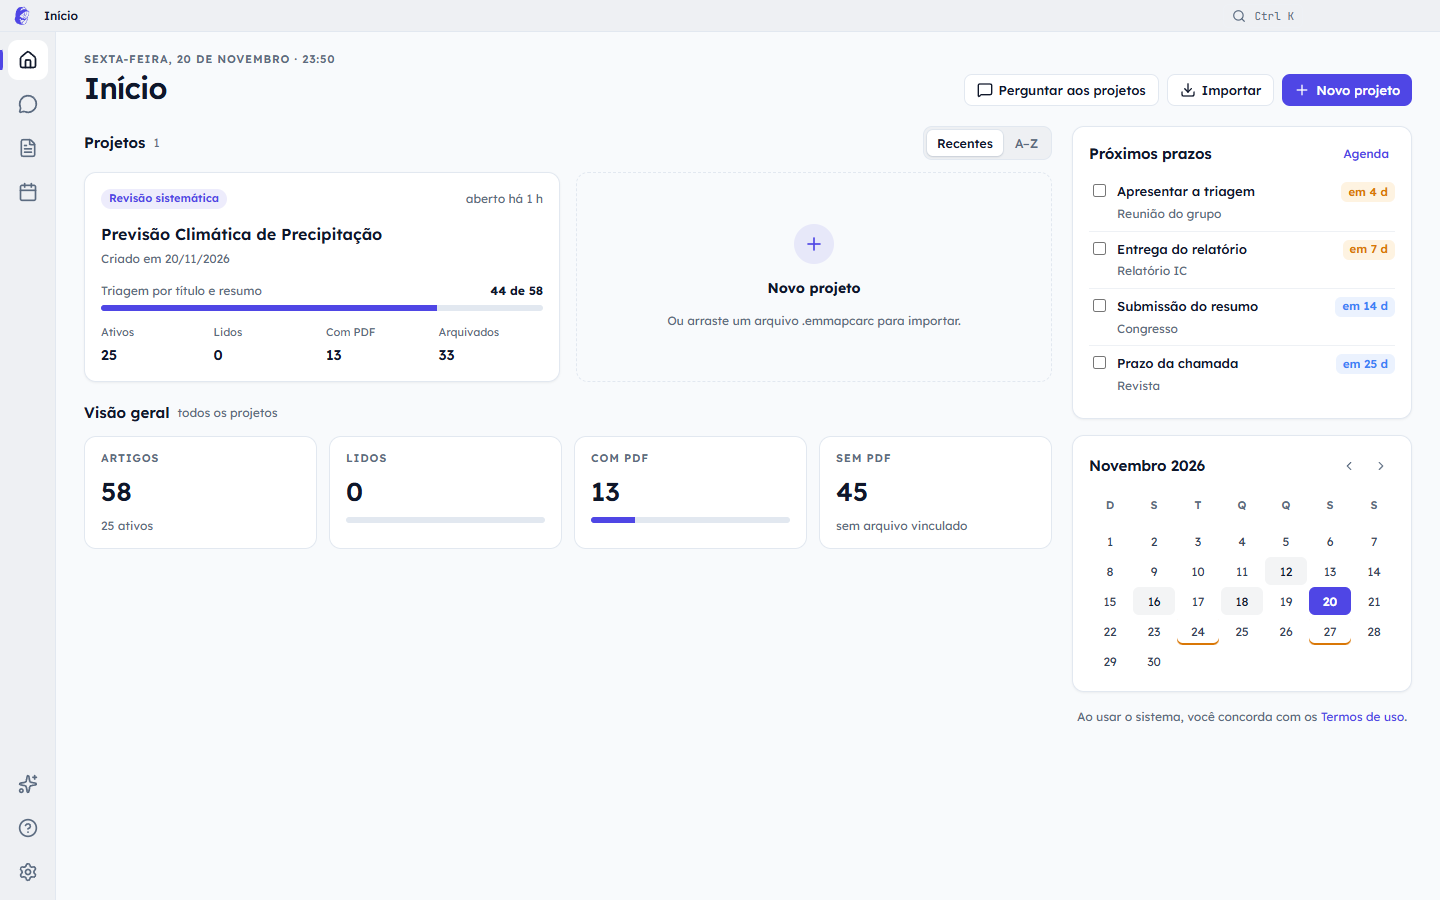 Início
Ctrl K
SEXTA-FEIRA, 20 DE NOVEMBRO · 23:50
Início
Perguntar aos projetos
Importar
Novo projeto
Projetos 1
Recentes
A–Z
Revisão sistemática
aberto há 1 h
Previsão Climática de Precipitação
Criado em 20/11/2026
Triagem por título e resumo
44 de 58
Ativos Lidos Com PDF Arquivados
25 0 13 33
Novo projeto
Ou arraste um arquivo .emmapcarc para importar.
Visão geral todos os projetos
ARTIGOS
58
25 ativos
LIDOS
0
COM PDF
13
SEM PDF
45
sem arquivo vinculado
Próximos prazos
Agenda
Apresentar a triagem em 4 d
Reunião do grupo
Entrega do relatório em 7 d
Relatório IC
Submissão do resumo em 14 d
Congresso
Prazo da chamada em 25 d
Revista
Novembro 2026
D S T Q Q S S
1 2 3 4 5 6 7
8 9 10 11 12 13 14
15 16 17 18 19 20 21
22 23 24 25 26 27 28
29 30
Ao usar o sistema, você concorda com os Termos de uso.